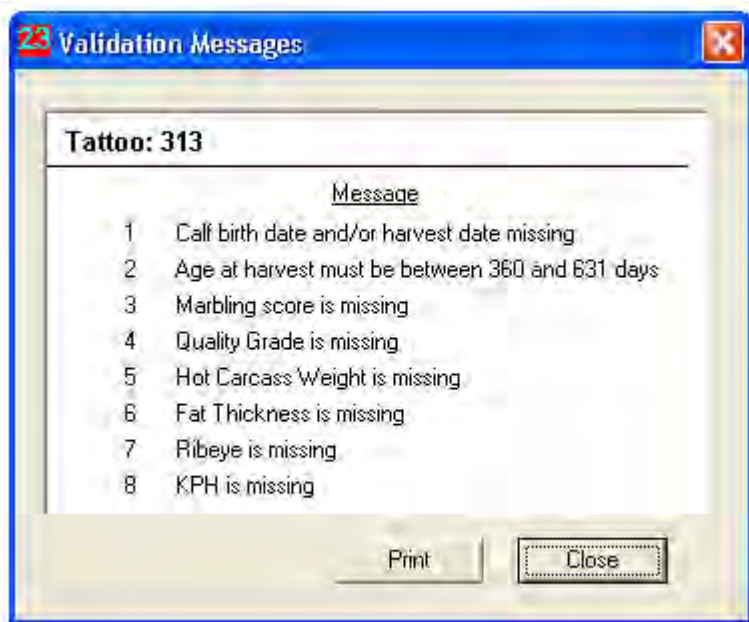 23 Validation Messages
Tattoo: 313
Message
1 Calf birth date and/or harvest date missing
2 Age at harvest must be between 360 and 631 days
3 Marbling score is missing
4 Quality Grade is missing
5 Hot Carcass Weight is missing
6 Fat Thickness is missing
7 Ribeye is missing
8 KPH is missing
Print Close